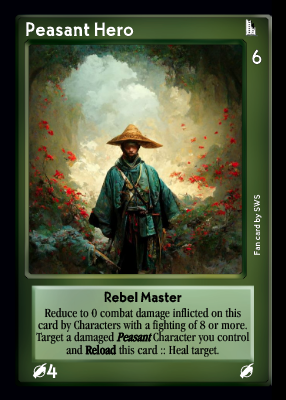 Peasant Hero
6
Fan card by SWS
Rebel Master
Reduce to 0 combat damage inflicted on this
card by Characters with a fighting of 8 or more.
Target a damaged Peasant Character you control
and Reload this card :: Heal target.
4